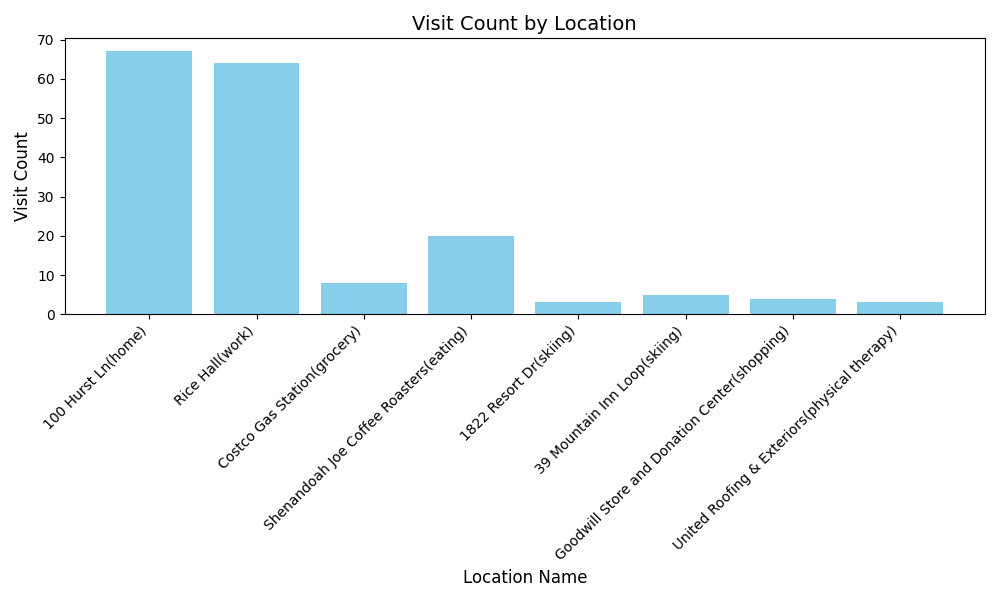 Visit Count by Location
Visit Count
70
60
50
40
30
20
10
0
100 Hurst Ln(home)
Rice Hall(work)
Costco Gas Station(grocery)
Shenandoah Joe Coffee Roasters(eating)
1822 Resort Dr(skiing)
39 Mountain Inn Loop(skiing)
Goodwill Store and Donation Center(shopping)
United Roofing & Exteriors(physical therapy)
Location Name